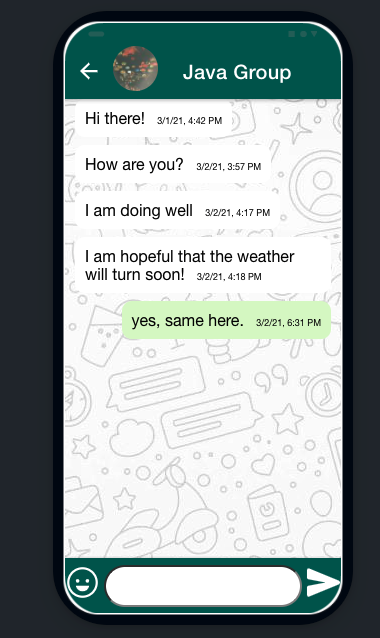 Java Group
Hi there! 3/1/21, 4:42 PM
How are you? 3/2/21, 3:57 PM
I am doing well 3/2/21, 4:17 PM
I am hopeful that the weather
will turn soon! 3/2/21, 4:18 PM
yes, same here. 3/2/21, 6:31 PM